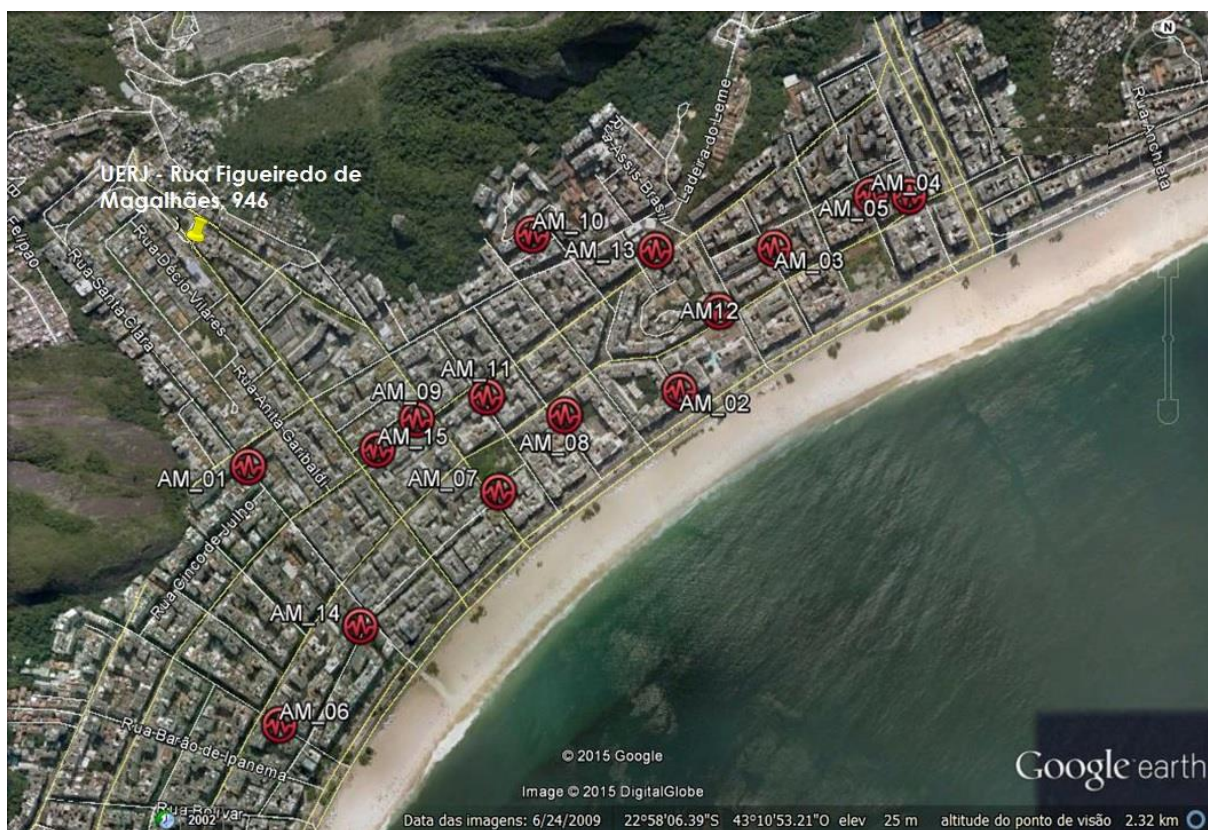 N
Rua Anchieta
Ladeira do Leme
R. Assis Brasil
UERJ - Rua Figueiredo de
Magalhães, 946
AM_04
AM_05
AM_10
AM_13
AM_03
Rua Décio Vilares
Rua Santa Clara
AM12
AM_11
AM_09
AM_02
Rua Anita Garibaldi
AM_15
AM_08
AM_01
AM_07
Rua Cinco de Julho
AM_14
AM_06
Rua Barão de Ipanema
© 2015 Google
Google earth
Image © 2015 DigitalGlobe
Rua Bolivar
2002
Data das imagens: 6/24/2009 22°58'06.39"S 43°10'53.21"O elev 25 m altitude do ponto de visão 2.32 km